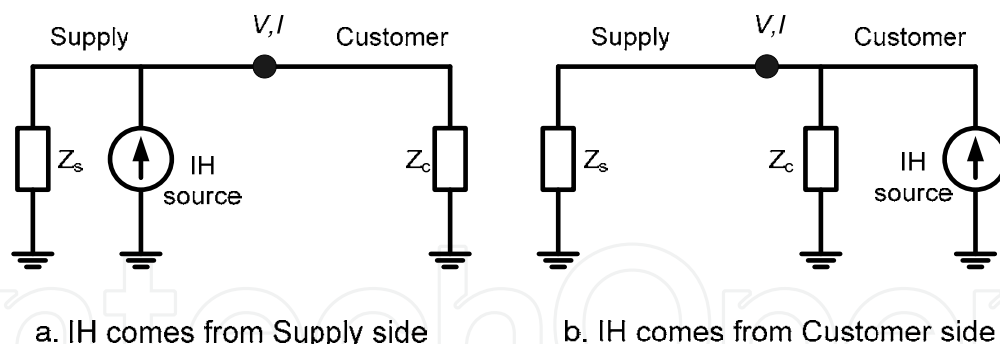 Supply
V,I
Customer
Zs
IH
source
Zc
a. IH comes from Supply side
Supply
V,I
Customer
Zs
Zc
IH
source
b. IH comes from Customer side